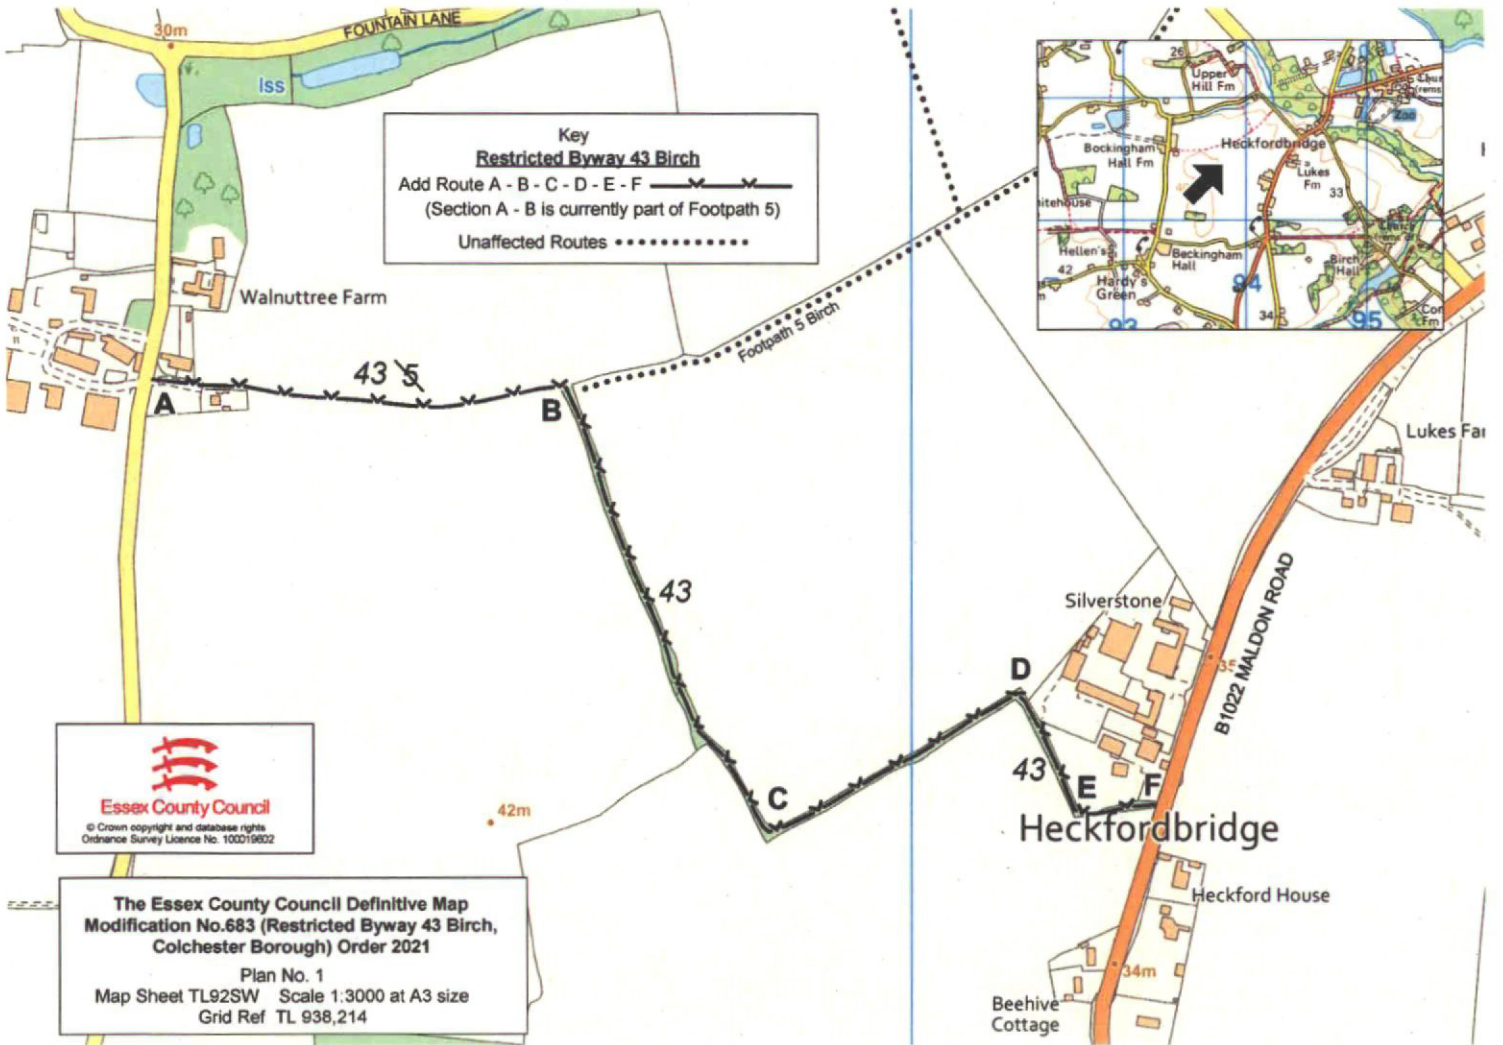 30m
FOUNTAIN LANE
Iss
Key
Restricted Byway 43 Birch
Add Route A - B - C - D - E - F
(Section A - B is currently part of Footpath 5)
Unaffected Routes
26
Upper
Hill Fm
Zoo
Bockingham
Hall Fm
Heckfordbridge
Lukes
Fm
33
itehouse
Hellen's
42
Beckingham
Hall
Birch
Hall
Hardy's
Green
94
34
93
95
Fm
Walnuttree Farm
Footpath 5 Birch
43 5
A
B
Lukes Far
43
Silverstone
D
35
B1022 MALDON ROAD
43
E
F
C
Heckfordbridge
Essex County Council
© Crown copyright and database rights
Ordnance Survey Licence No. 100019602
42m
Heckford House
The Essex County Council Definitive Map
Modification No.683 (Restricted Byway 43 Birch,
Colchester Borough) Order 2021
Plan No. 1
Map Sheet TL92SW Scale 1:3000 at A3 size
Grid Ref TL 938,214
34m
Beehive
Cottage